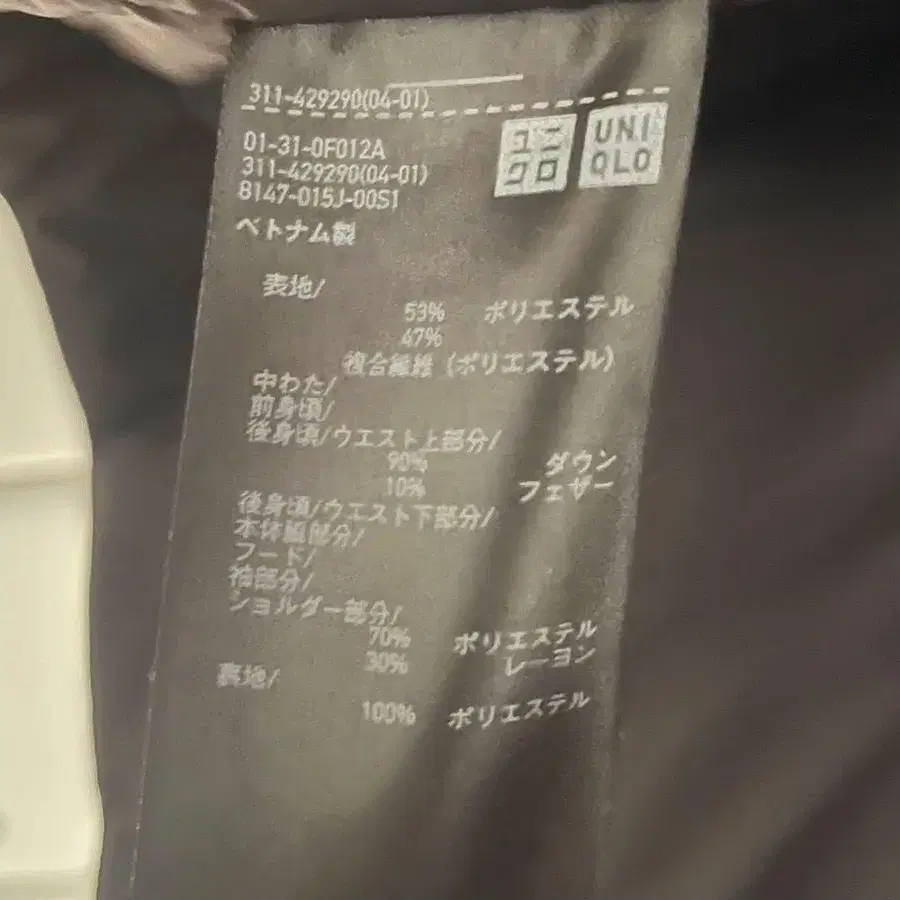 311-429290(04-01)
ユニ
クロ
UNI
QLO
01-31-0F012A
311-429290(04-01)
8147-015J-00S1
ベトナム製
表地/
53% ポリエステル
47%
複合繊維 (ポリエステル)
中わた/
前身頃/
後身頃/ウエスト上部分/
90% ダウン
10% フェザー
後身頃/ウエスト下部分/
本体脇部分/
フード/
袖部分/
ショルダー部分/
70% ポリエステル
30% レーヨン
裏地/
100% ポリエステル